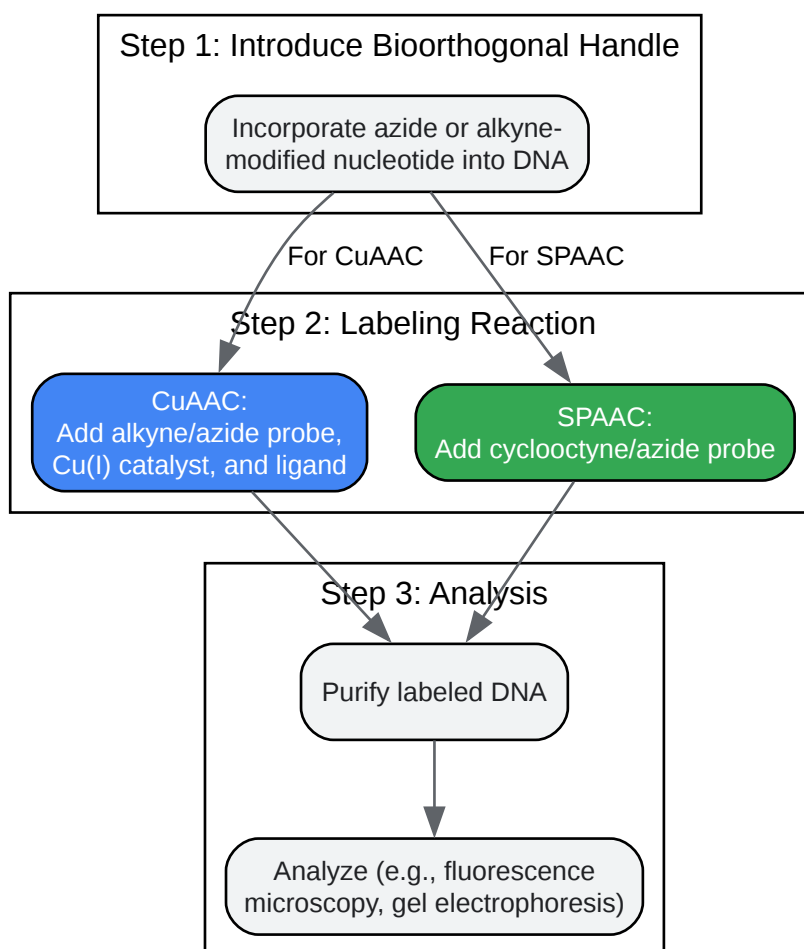 Step 1: Introduce Bioorthogonal Handle
Incorporate azide or alkyne-
modified nucleotide into DNA
For CuAAC
For SPAAC
Step 2: Labeling Reaction
CuAAC:
Add alkyne/azide probe,
Cu(I) catalyst, and ligand
SPAAC:
Add cyclooctyne/azide probe
Step 3: Analysis
Purify labeled DNA
Analyze (e.g., fluorescence
microscopy, gel electrophoresis)